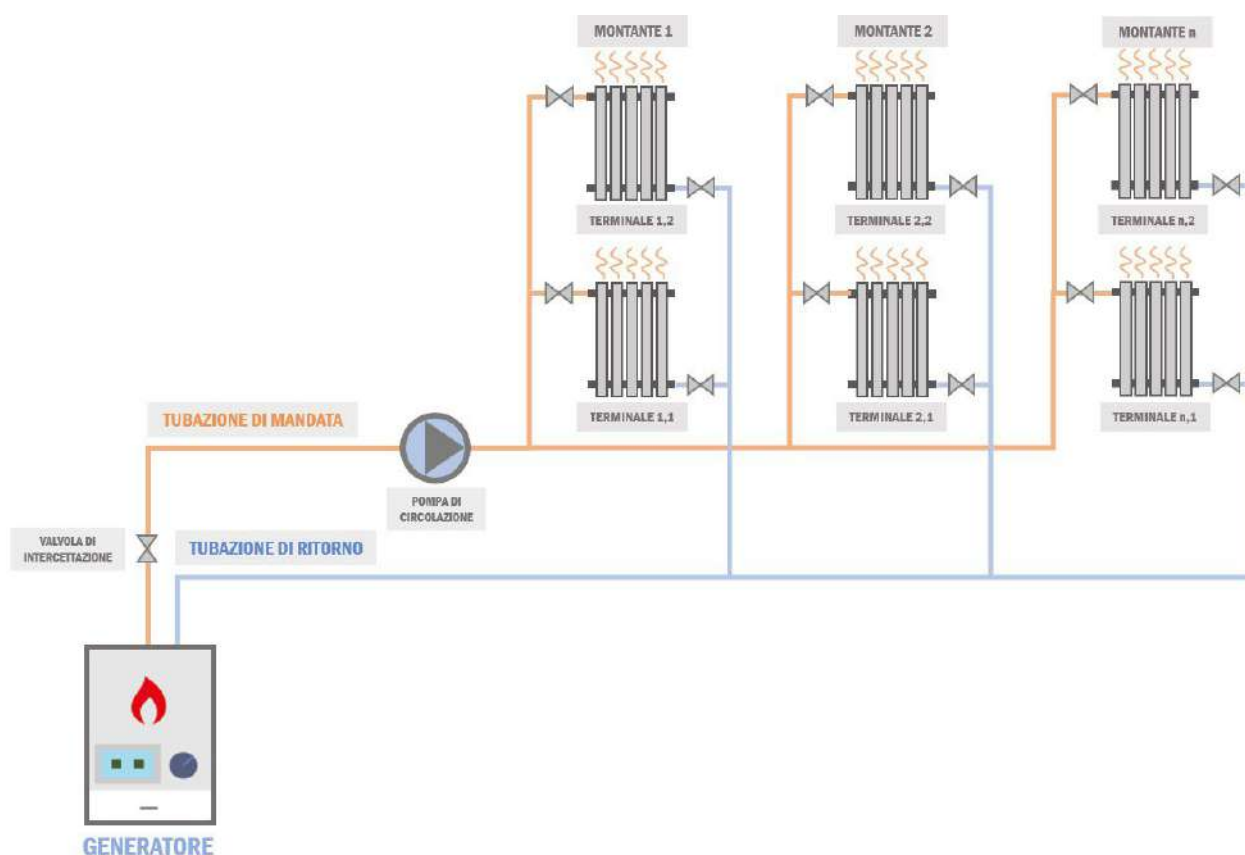 MONTANTE 1
MONTANTE 2
MONTANTE n
TERMINALE 1,2
TERMINALE 2,2
TERMINALE n,2
TERMINALE 1,1
TERMINALE 2,1
TERMINALE n,1
TUBAZIONE DI MANDATA
POMPA DI
CIRCOLAZIONE
VALVOLA DI
INTERCETTAZIONE
TUBAZIONE DI RITORNO
GENERATORE